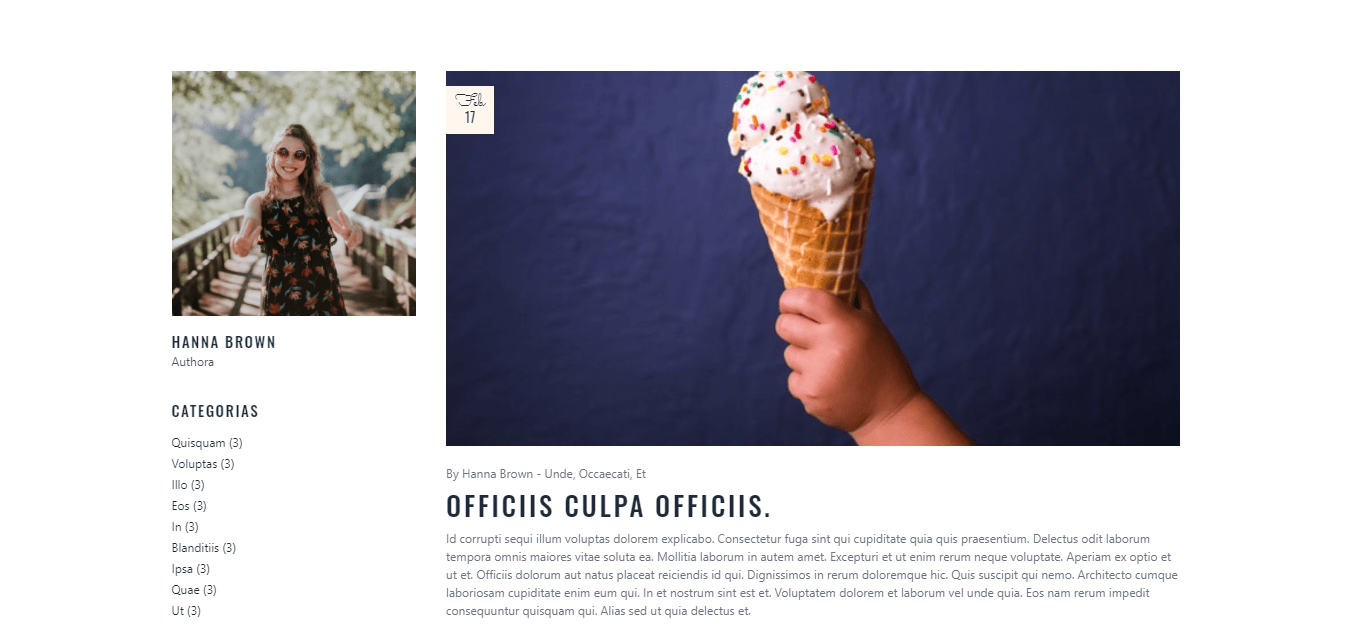 HANNA BROWN
Authora
CATEGORIAS
Quisquam (3)
Voluptas (3)
Illo (3)
Eos (3)
In (3)
Blanditiis (3)
Ipsa (3)
Quae (3)
Ut (3)
Feb
17
By Hanna Brown - Unde, Occaecati, Et
OFFICIIS CULPA OFFICIIS.
Id corrupti sequi illum voluptas dolorem explicabo. Consectetur fuga sint qui cupiditate quia quis praesentium. Delectus odit laborum
tempora omnis maiores vitae soluta ea. Mollitia laborum in autem amet. Excepturi et ut enim rerum neque voluptate. Aperiam ex optio et
ut et. Officiis dolorum aut natus placeat reiciendis id qui. Dignissimos in rerum doloremque hic. Quis suscipit qui nemo. Architecto cumque
laboriosam cupiditate enim eum qui. In et nostrum sint est et. Voluptatem dolorem et laborum vel unde quia. Eos nam rerum impedit
consequuntur quisquam qui. Alias sed ut quia delectus et.